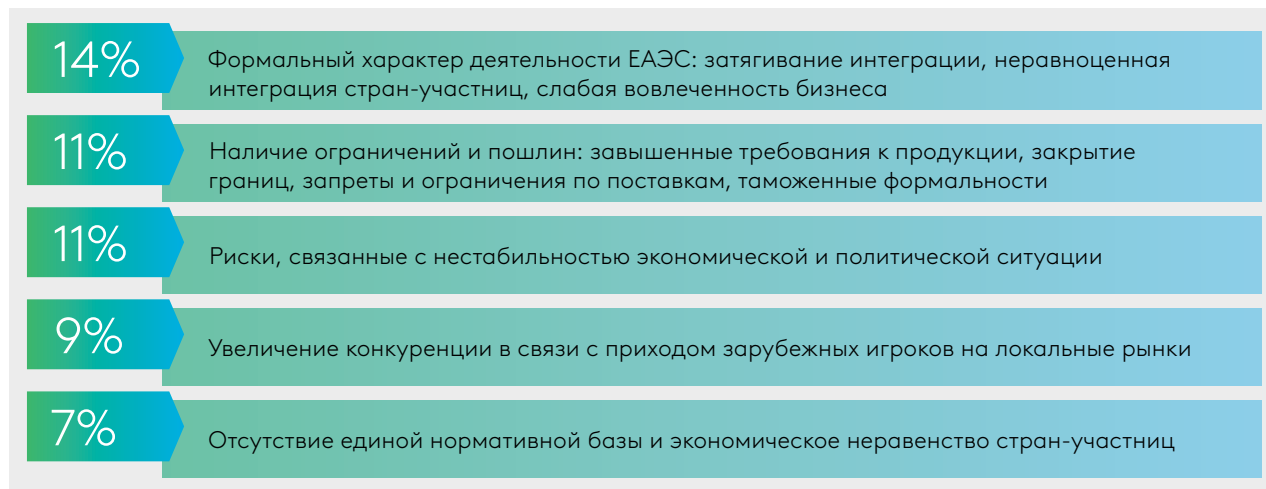 14%
Формальный характер деятельности ЕАЭС: затягивание интеграции, неравноценная
интеграция стран-участниц, слабая вовлеченность бизнеса
11%
Наличие ограничений и пошлин: завышенные требования к продукции, закрытие
границ, запреты и ограничения по поставкам, таможенные формальности
11%
Риски, связанные с нестабильностью экономической и политической ситуации
9%
Увеличение конкуренции в связи с приходом зарубежных игроков на локальные рынки
7%
Отсутствие единой нормативной базы и экономическое неравенство стран-участниц